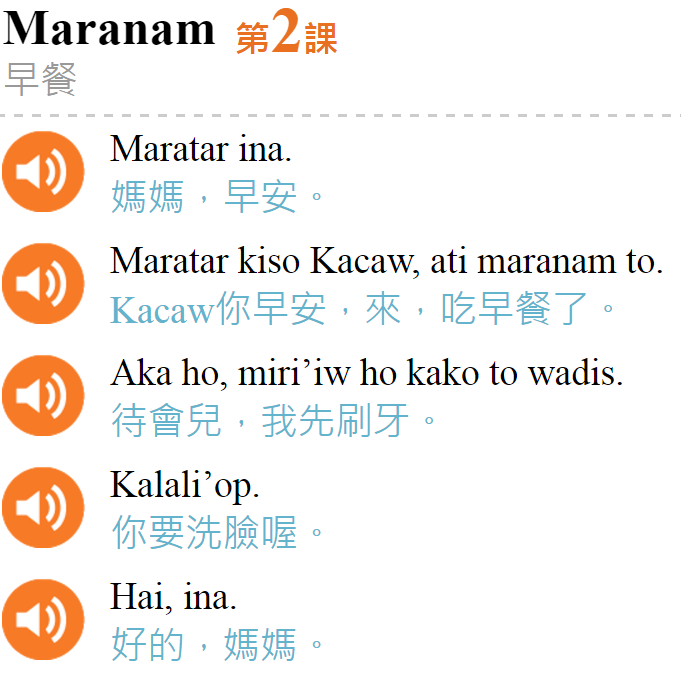 Maranam 第2課
早餐
Maratar ina.
媽媽，早安。
Maratar kiso Kacaw, ati maranam to.
Kacaw你早安，來，吃早餐了。
Aka ho, miri’iw ho kako to wadis.
待會兒，我先刷牙。
Kalali’op.
你要洗臉喔。
Hai, ina.
好的，媽媽。